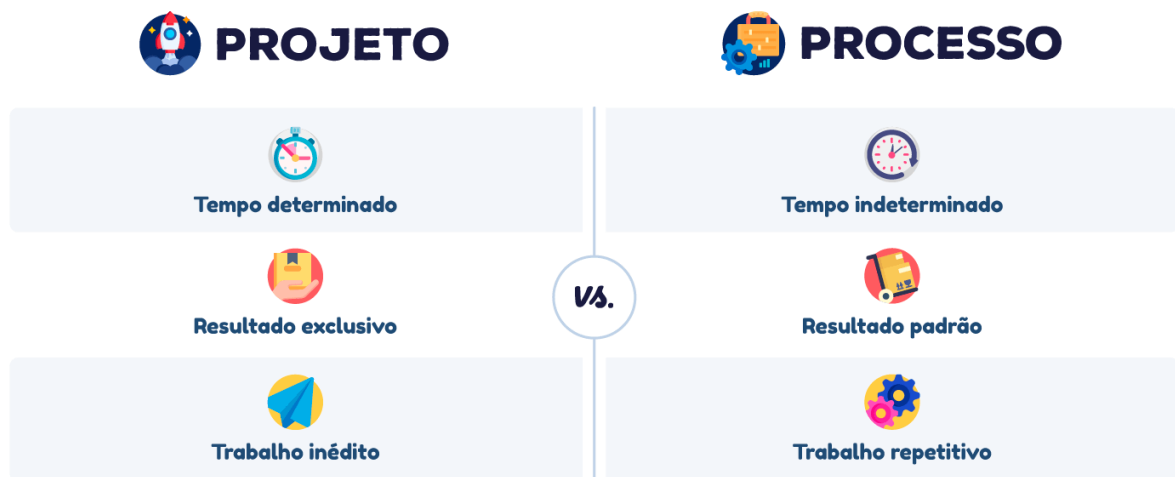 PROJETO
PROCESSO
Tempo determinado
Tempo indeterminado
Resultado exclusivo
vs.
Resultado padrão
Trabalho inédito
Trabalho repetitivo